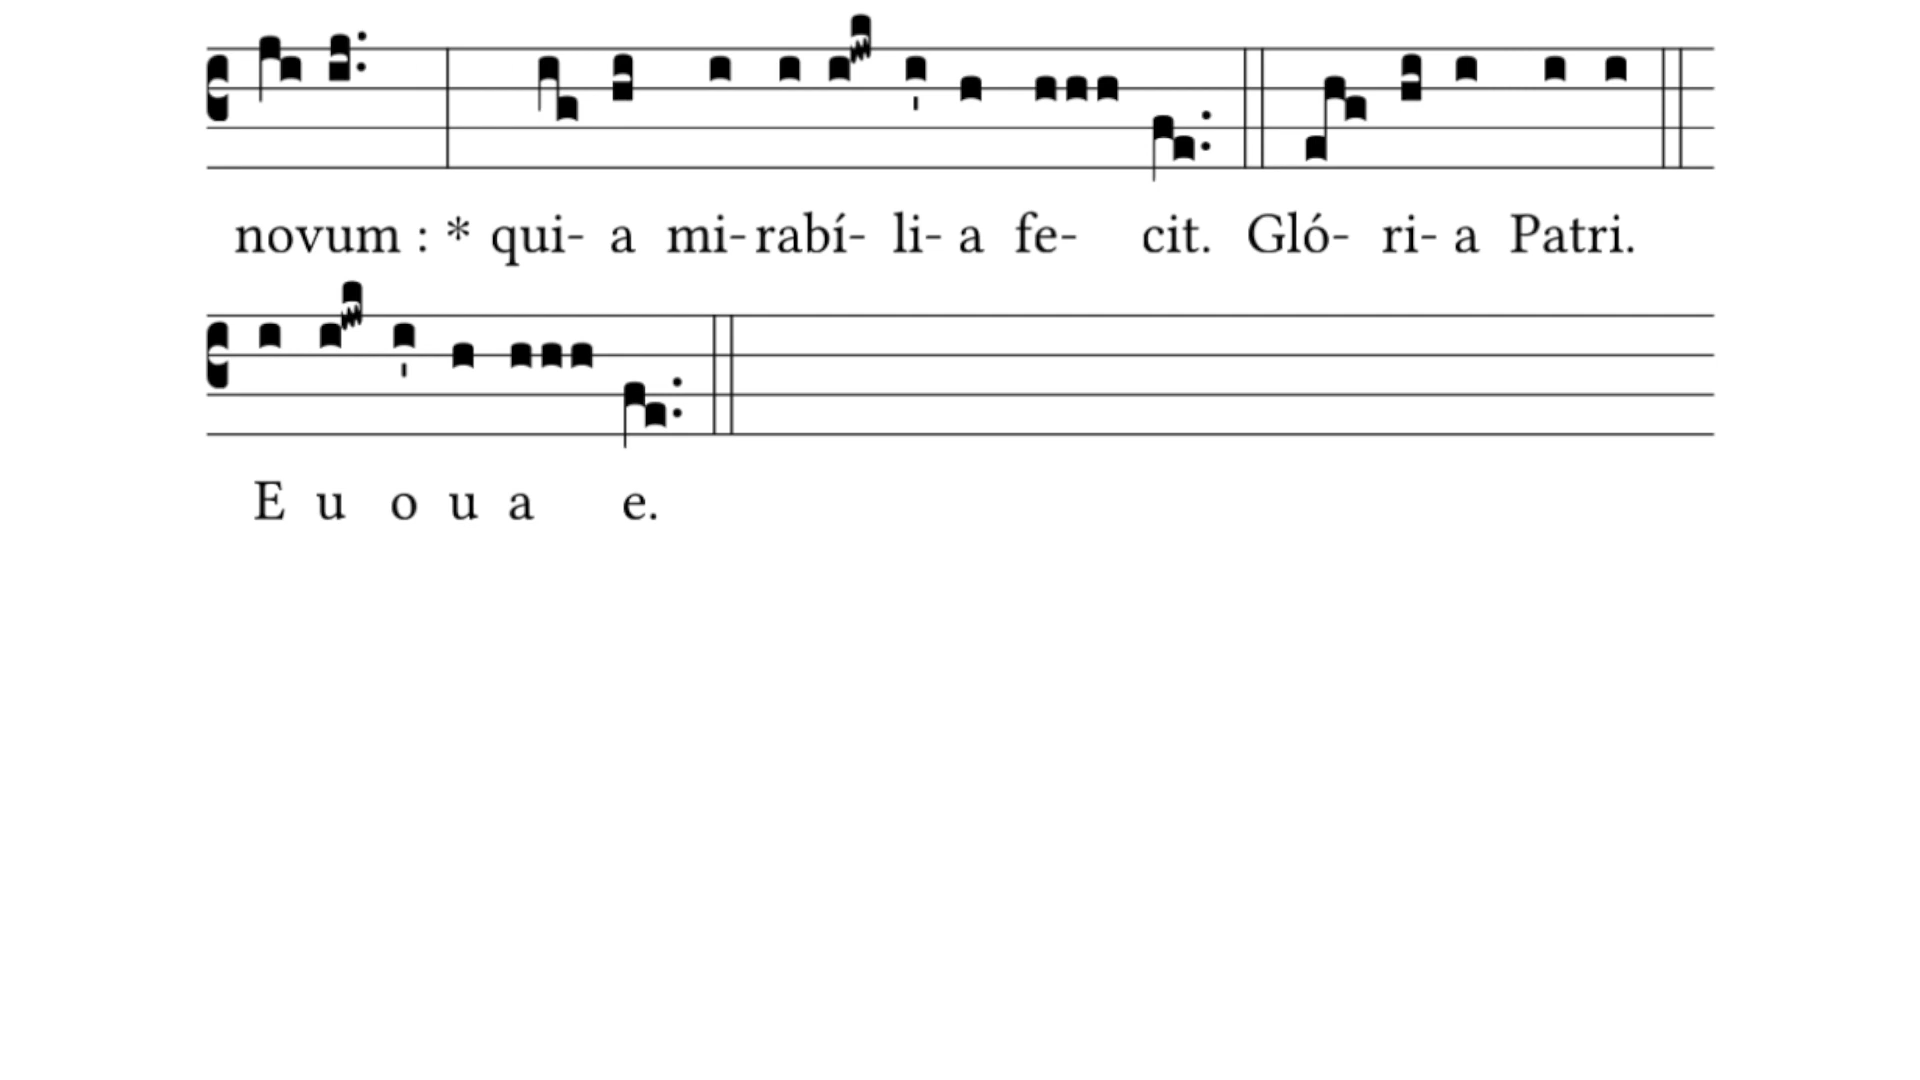 novum : * qui- a mi- rabí- li- a fe- cit. Gló- ri- a Patri.
E u o u a e.